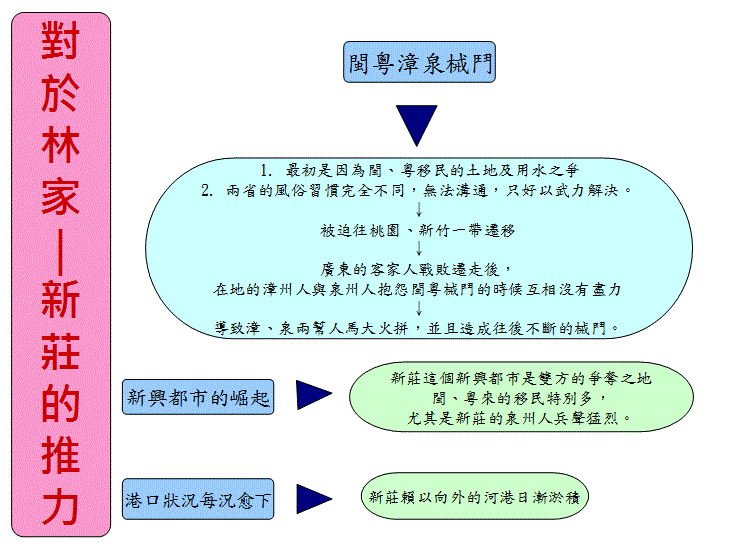 對於林家—新莊的推力
閩粵漳泉械鬥
1. 最初是因為閩、粵移民的土地及用水之爭
2. 兩省的風俗習慣完全不同，無法溝通，只好以武力解決。
↓
被迫往桃園、新竹一帶遷移
↓
廣東的客家人戰敗遷走後，
在地的漳州人與泉州人抱怨閩粵械鬥的時候互相沒有盡力
↓
導致漳、泉兩幫人馬大火拼，並且造成往後不斷的械鬥。
新興都市的崛起
新莊這個新興都市是雙方的爭奪之地
閩、粵來的移民特別多，
尤其是新莊的泉州人兵聲猛烈。
港口狀況每況愈下
新莊賴以向外的河港日漸淤積